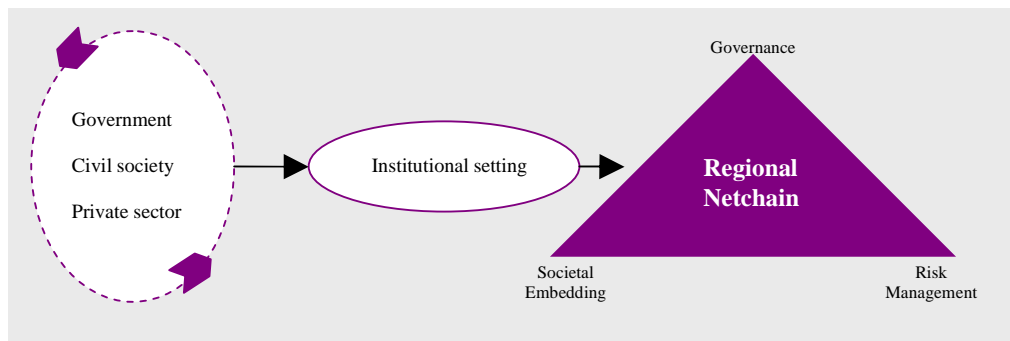 Government
Civil society
Private sector
Institutional setting
Governance
Regional
Netchain
Societal
Embedding
Risk
Management